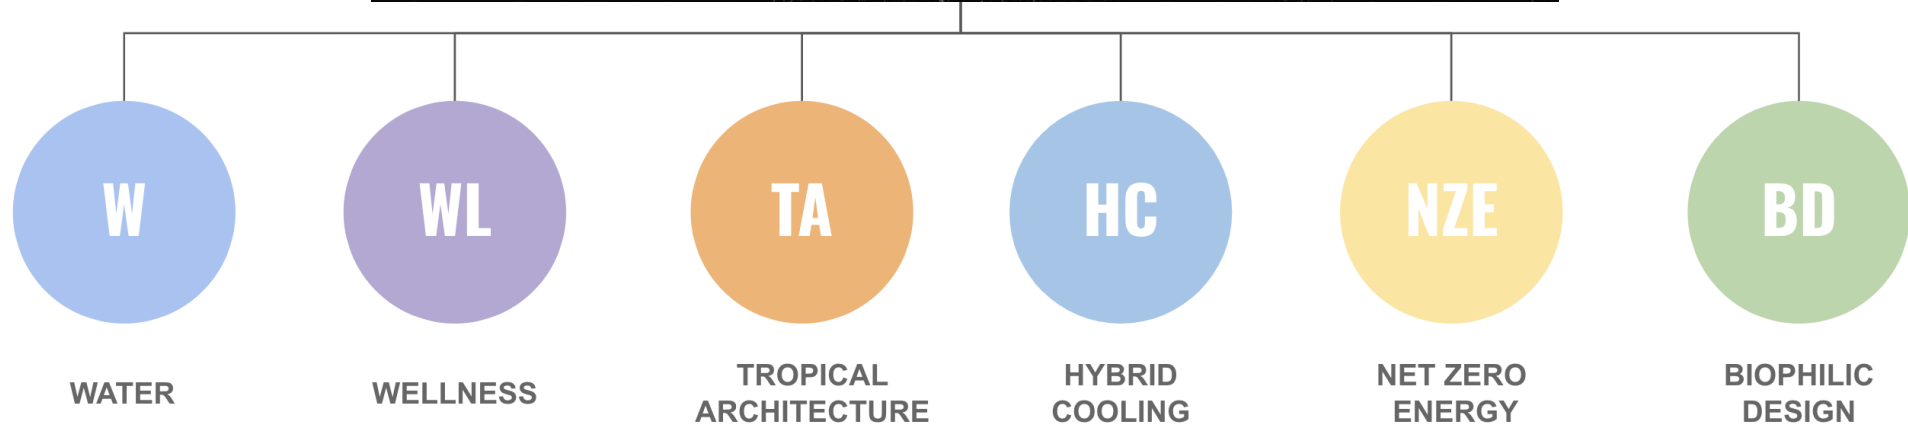 W
WL
TA
HC
NZE
BD
WATER
WELLNESS
TROPICAL
ARCHITECTURE
HYBRID
COOLING
NET ZERO
ENERGY
BIOPHILIC
DESIGN